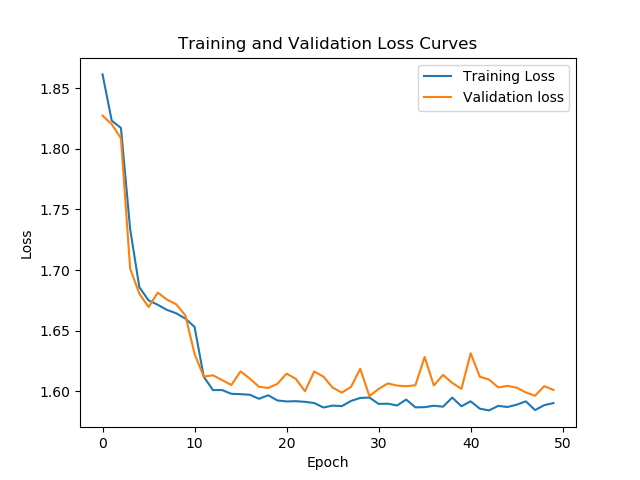 Training and Validation Loss Curves
Training Loss
Validation loss
1.85
1.80
1.75
1.70
1.65
1.60
Loss
0
10
20
30
40
50
Epoch